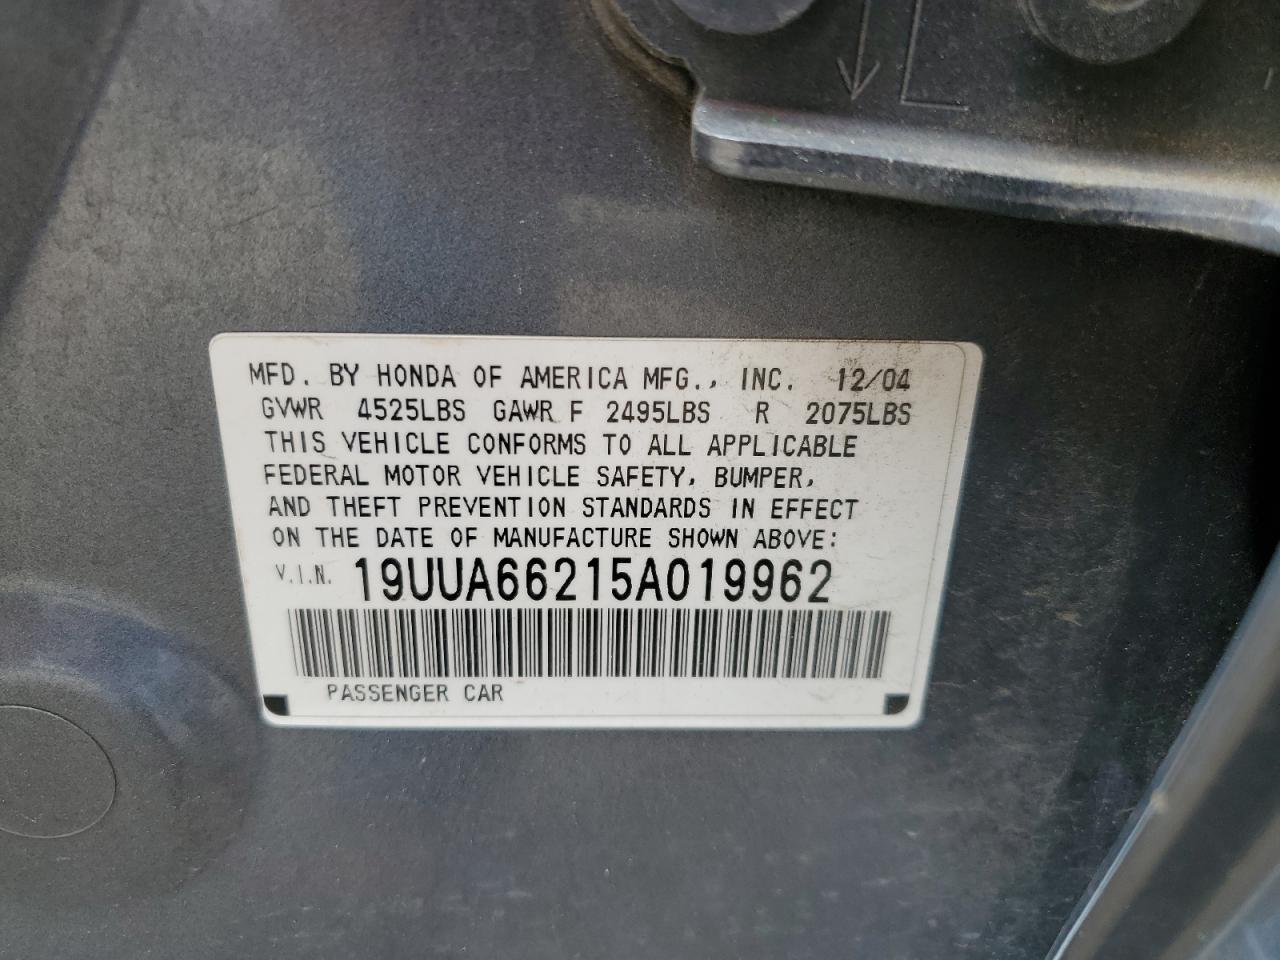 MFD. BY HONDA OF AMERICA MFG., INC. 12/04
GVWR 4525LBS GAWR F 2495LBS R 2075LBS
THIS VEHICLE CONFORMS TO ALL APPLICABLE
FEDERAL MOTOR VEHICLE SAFETY, BUMPER,
AND THEFT PREVENTION STANDARDS IN EFFECT
ON THE DATE OF MANUFACTURE SHOWN ABOVE:
V.I.N. 19UUA66215A019962
PASSENGER CAR